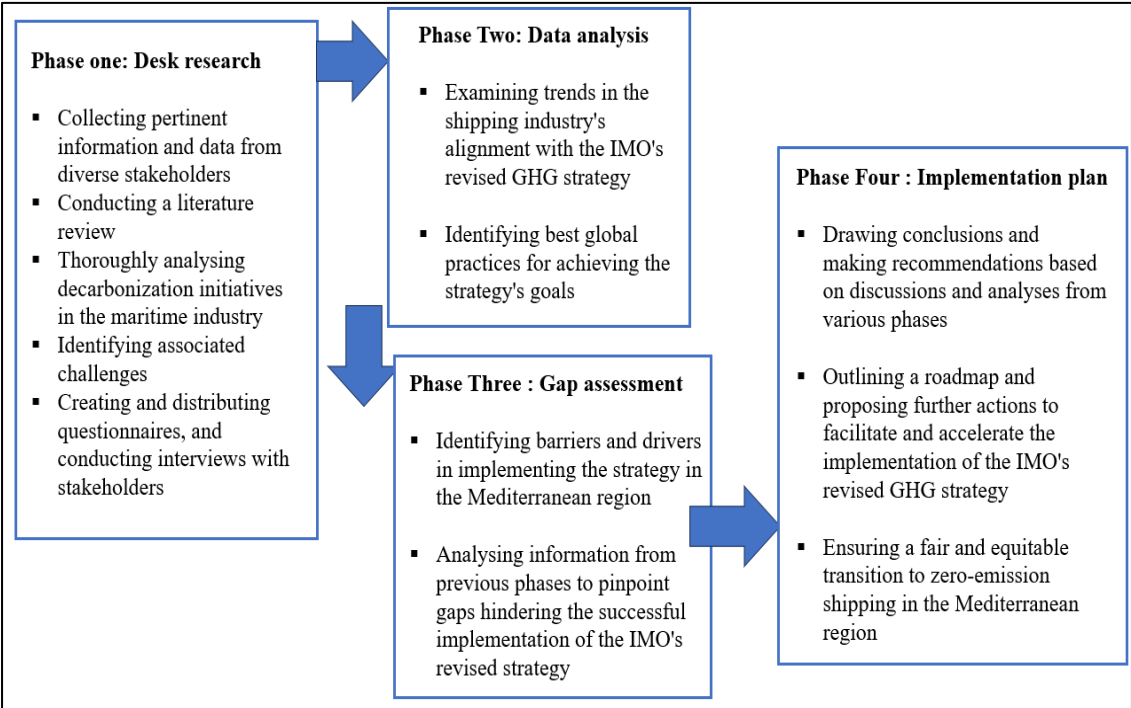 Phase one: Desk research
▪ Collecting pertinent
information and data from
diverse stakeholders
▪ Conducting a literature
review
▪ Thoroughly analysing
decarbonization initiatives
in the maritime industry
▪ Identifying associated
challenges
▪ Creating and distributing
questionnaires, and
conducting interviews with
stakeholders
Phase Two: Data analysis
▪ Examining trends in the
shipping industry's
alignment with the IMO's
revised GHG strategy
▪ Identifying best global
practices for achieving the
strategy's goals
Phase Three : Gap assessment
▪ Identifying barriers and drivers
in implementing the strategy in
the Mediterranean region
▪ Analysing information from
previous phases to pinpoint
gaps hindering the successful
implementation of the IMO's
revised strategy
Phase Four : Implementation plan
▪ Drawing conclusions and
making recommendations based
on discussions and analyses from
various phases
▪ Outlining a roadmap and
proposing further actions to
facilitate and accelerate the
implementation of the IMO's
revised GHG strategy
▪ Ensuring a fair and equitable
transition to zero-emission
shipping in the Mediterranean
region